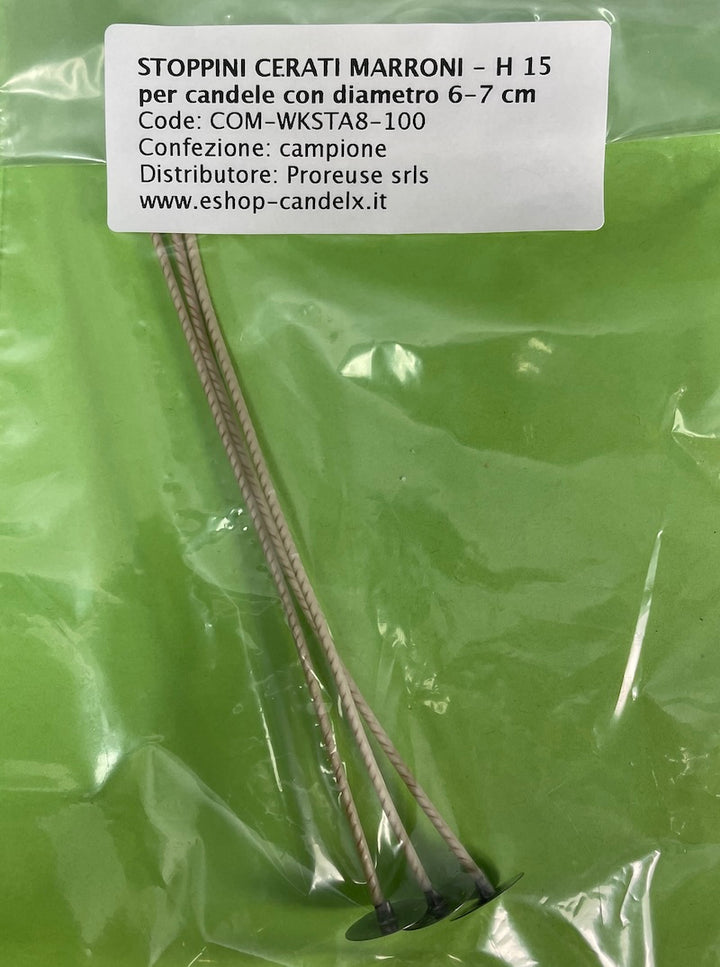 STOPPINI CERATI MARRONI - H 15
per candele con diametro 6-7 cm
Code: COM-WKSTA8-100
Confezione: campione
Distributore: Proreuse srls
www.eshop-candelx.it